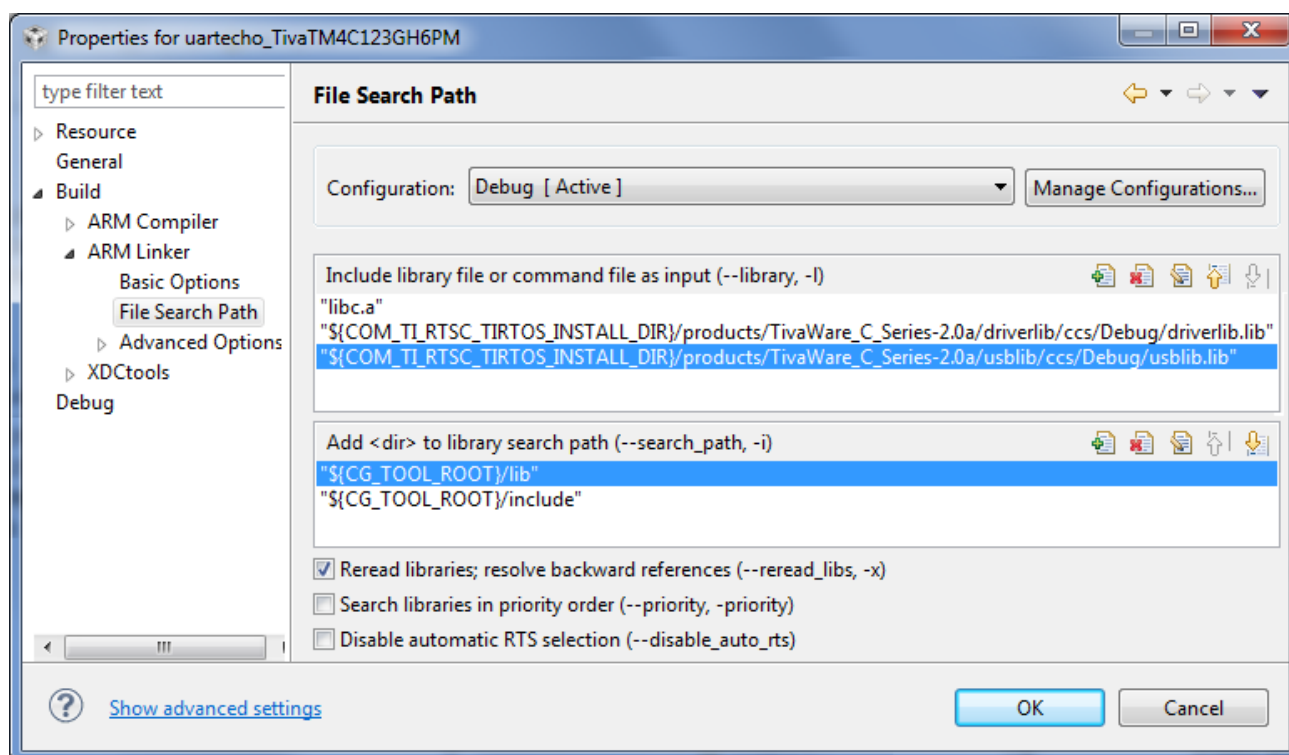 Properties for uartecho_TivaTM4C123GH6PM
type filter text
Resource
General
Build
ARM Compiler
ARM Linker
Basic Options
File Search Path
Advanced Options
XDCtools
Debug
File Search Path
Configuration: Debug [ Active ] Manage Configurations...
Include library file or command file as input (--library, -l)
"libc.a"
"${COM_TI_RTSC_TIRTOS_INSTALL_DIR}/products/TivaWare_C_Series-2.0a/driverlib/ccs/Debug/driverlib.lib"
"${COM_TI_RTSC_TIRTOS_INSTALL_DIR}/products/TivaWare_C_Series-2.0a/usblib/ccs/Debug/usblib.lib"
Add <dir> to library search path (--search_path, -i)
"${CG_TOOL_ROOT}/lib"
"${CG_TOOL_ROOT}/include"
Reread libraries; resolve backward references (--reread_libs, -x)
Search libraries in priority order (--priority, -priority)
Disable automatic RTS selection (--disable_auto_rts)
Show advanced settings
OK Cancel